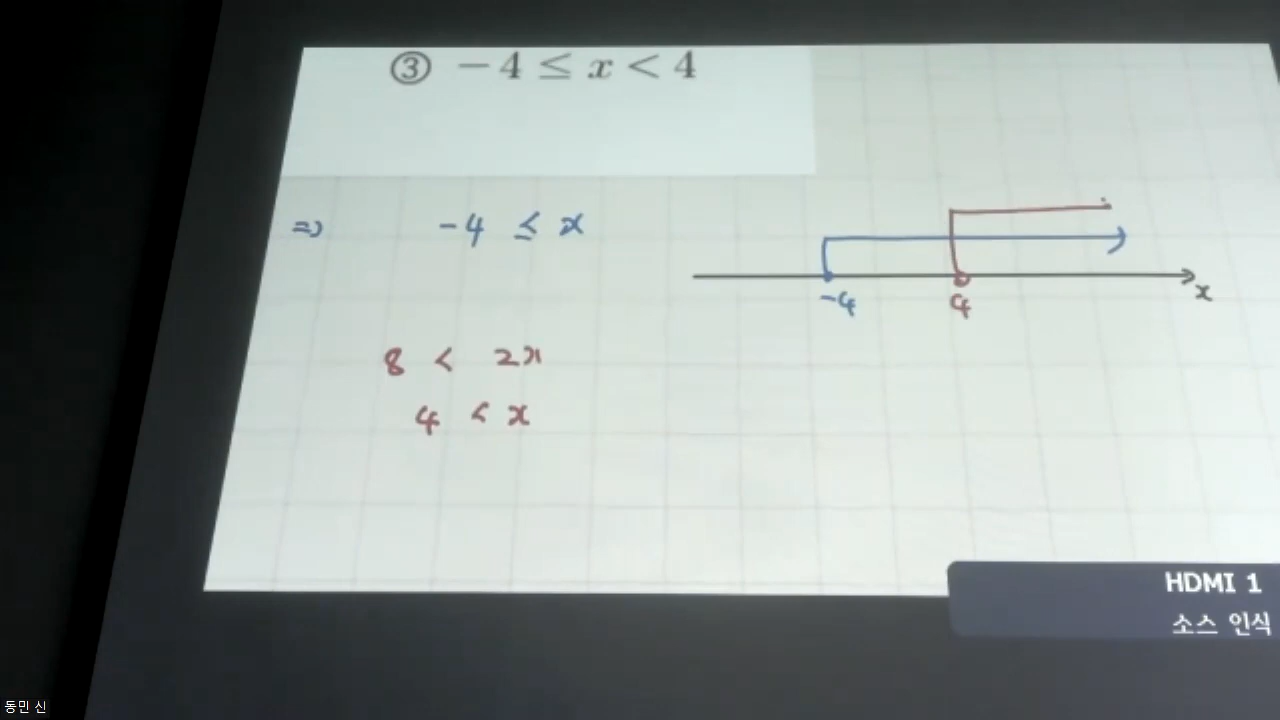 ③ −4 ≤ x < 4
⇒ -4 ≤ x
-4 4 x
8 < 2x
4 < x
HDMI 1
소스 인식
동민 신